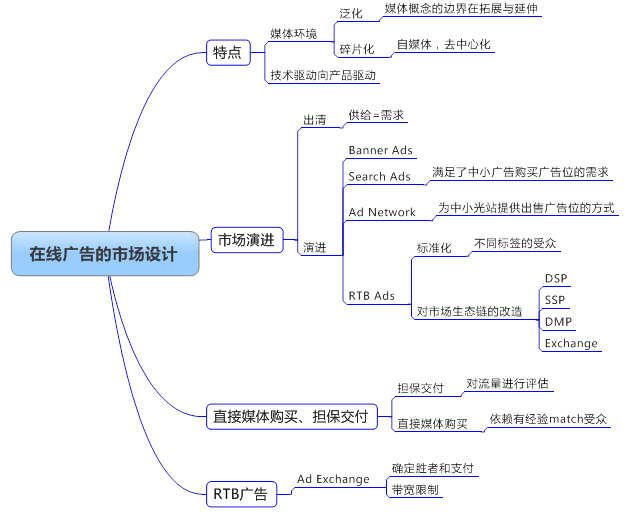 在线广告的市场设计
特点
媒体环境
泛化
媒体概念的边界在拓展与延伸
碎片化
自媒体，去中心化
技术驱动向产品驱动
市场演进
出清
供给=需求
演进
Banner Ads
Search Ads
满足了中小广告购买广告位的需求
Ad Network
为中小光站提供出售广告位的方式
RTB Ads
标准化
不同标签的受众
对市场生态链的改造
DSP
SSP
DMP
Exchange
直接媒体购买、担保交付
担保交付
对流量进行评估
直接媒体购买
依赖有经验match受众
RTB广告
Ad Exchange
确定胜者和支付
带宽限制